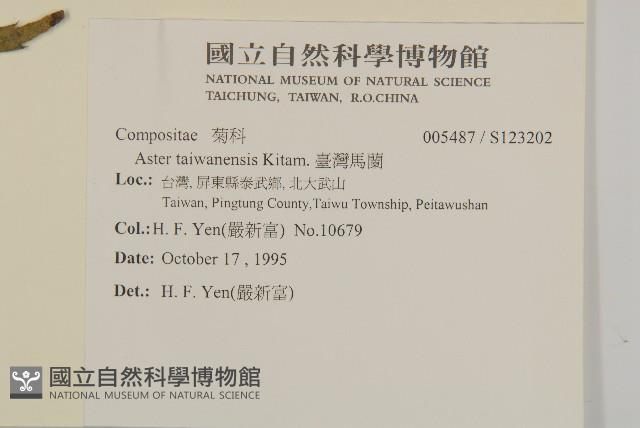 國立自然科學博物館
NATIONAL MUSEUM OF NATURAL SCIENCE
TAICHUNG, TAIWAN, R.O.CHINA
Compositae 菊科 005487 / S123202
Aster taiwanensis Kitam. 臺灣馬蘭
Loc.: 台灣, 屏東縣泰武鄉, 北大武山
Taiwan, Pingtung County,Taiwu Township, Peitawushan
Col.: H. F. Yen(嚴新富) No.10679
Date: October 17 , 1995
Det.: H. F. Yen(嚴新富)
國立自然科學博物館
NATIONAL MUSEUM OF NATURAL SCIENCE